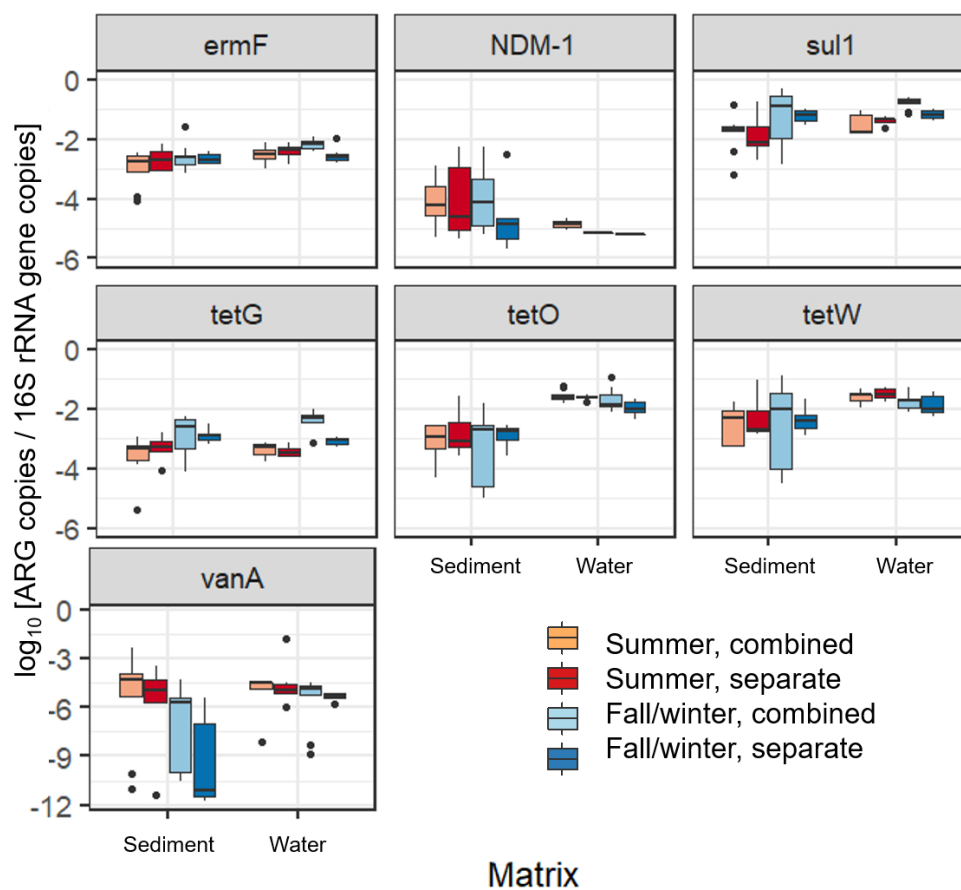 ermF NDM-1 sul1
0
-2
-4
-6
tetG tetO tetW
0
-2
-4
-6
Sediment Water Sediment Water
vanA
0
-3
-6
-9
-12
Sediment Water
log10 [ARG copies / 16S rRNA gene copies]
Summer, combined
Summer, separate
Fall/winter, combined
Fall/winter, separate
Matrix